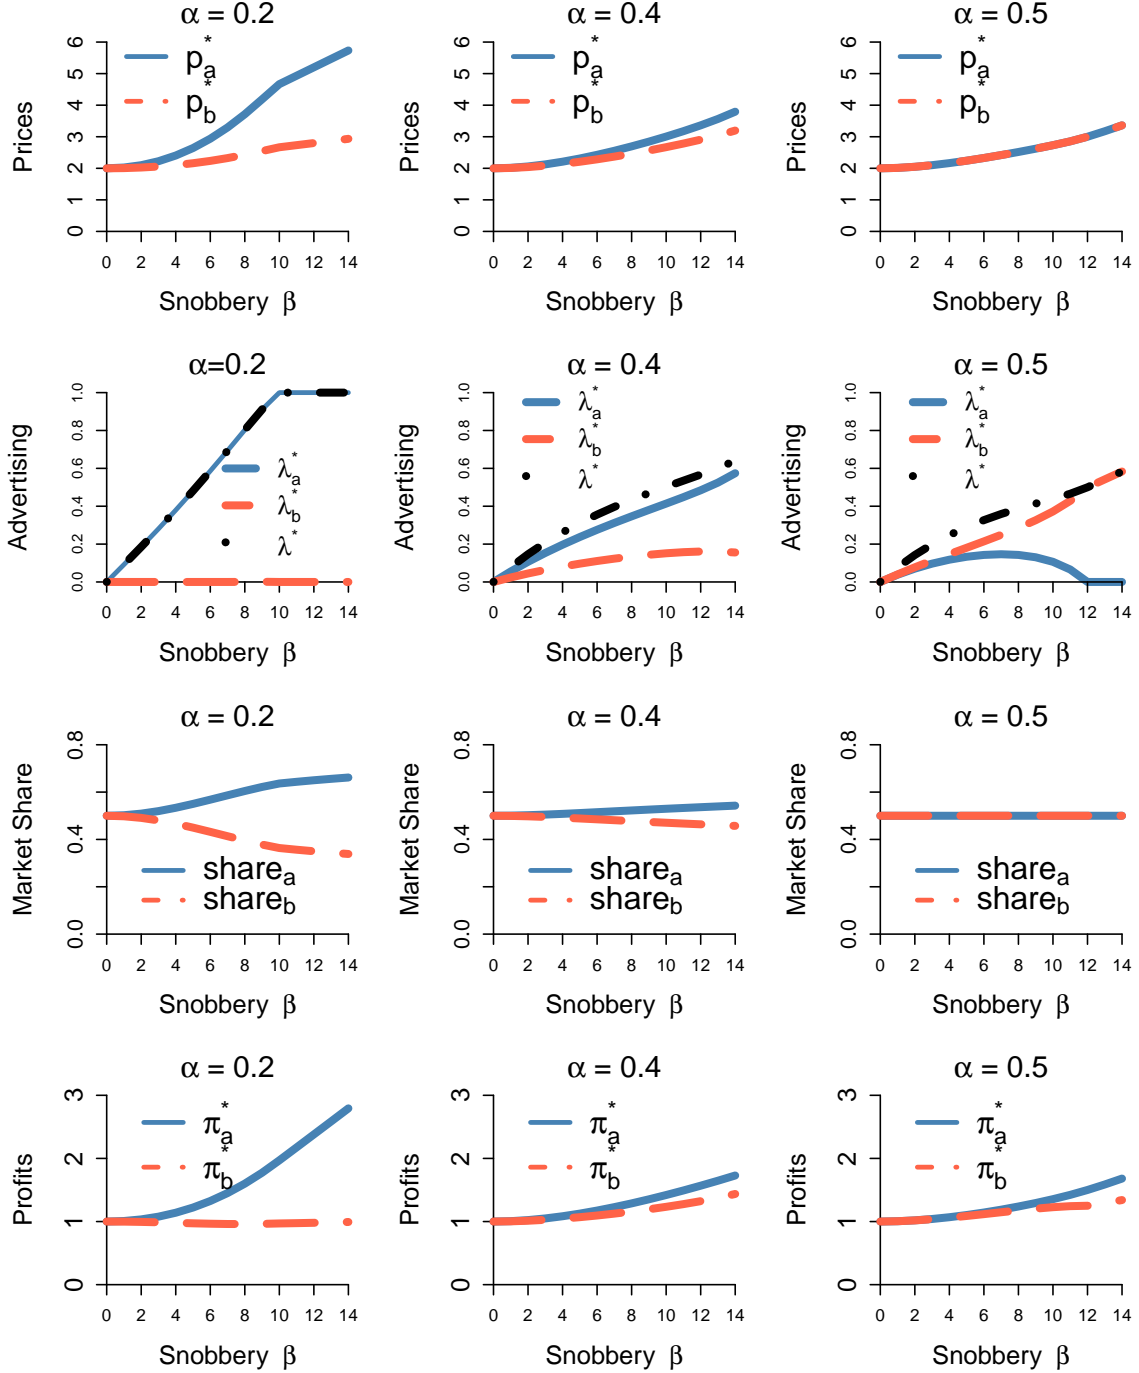 α = 0.2
Prices
0 1 2 3 4 5 6
p*a
p*b
0 2 4 6 8 10 12 14
Snobbery β
α = 0.4
Prices
0 1 2 3 4 5 6
p*a
p*b
0 2 4 6 8 10 12 14
Snobbery β
α = 0.5
Prices
0 1 2 3 4 5 6
p*a
p*b
0 2 4 6 8 10 12 14
Snobbery β
α=0.2
Advertising
0.0 0.2 0.4 0.6 0.8 1.0
λ*a
λ*b
λ*
0 2 4 6 8 10 12 14
Snobbery β
α = 0.4
Advertising
0.0 0.2 0.4 0.6 0.8 1.0
λ*a
λ*b
λ*
0 2 4 6 8 10 12 14
Snobbery β
α = 0.5
Advertising
0.0 0.2 0.4 0.6 0.8 1.0
λ*a
λ*b
λ*
0 2 4 6 8 10 12 14
Snobbery β
α = 0.2
Market Share
0.0 0.4 0.8
share a
share b
0 2 4 6 8 10 12 14
Snobbery β
α = 0.4
Market Share
0.0 0.4 0.8
share a
share b
0 2 4 6 8 10 12 14
Snobbery β
α = 0.5
Market Share
0.0 0.4 0.8
share a
share b
0 2 4 6 8 10 12 14
Snobbery β
α = 0.2
Profits
0 1 2 3
π*a
π*b
0 2 4 6 8 10 12 14
Snobbery β
α = 0.4
Profits
0 1 2 3
π*a
π*b
0 2 4 6 8 10 12 14
Snobbery β
α = 0.5
Profits
0 1 2 3
π*a
π*b
0 2 4 6 8 10 12 14
Snobbery β